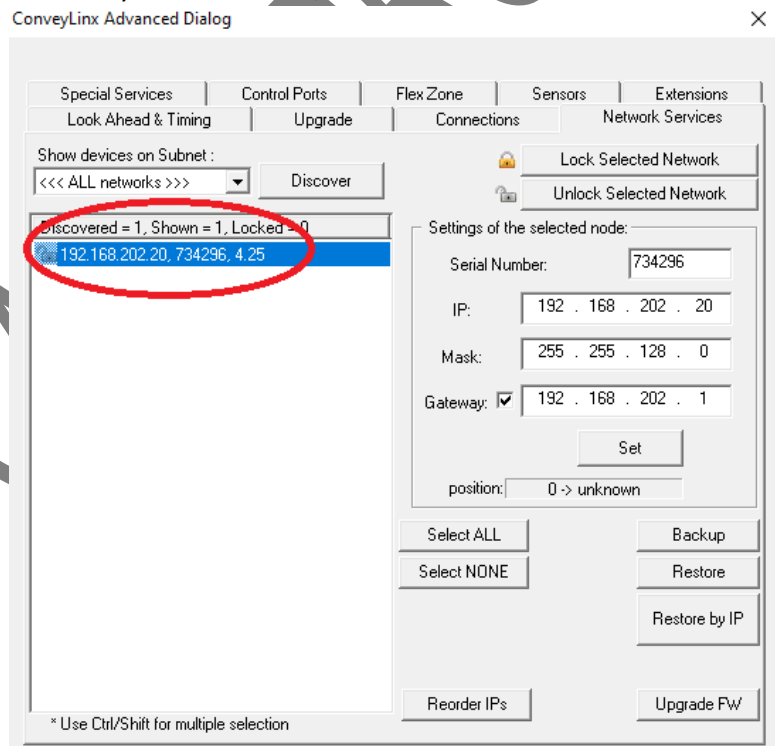 ConveyLinx Advanced Dialog
Special Services
Control Ports
Flex Zone
Sensors
Extensions
Look Ahead & Timing
Upgrade
Connections
Network Services
Show devices on Subnet :
<<< ALL networks >>>
Discover
Lock Selected Network
Unlock Selected Network
Discovered = 1, Shown = 1, Locked = 0
192.168.202.20, 734296, 4.25
* Use Ctrl/Shift for multiple selection
Settings of the selected node:
Serial Number: 734296
IP: 192 . 168 . 202 . 20
Mask: 255 . 255 . 128 . 0
Gateway: 192 . 168 . 202 . 1
Set
position: 0 -> unknown
Select ALL
Backup
Select NONE
Restore
Restore by IP
Reorder IPs
Upgrade FW